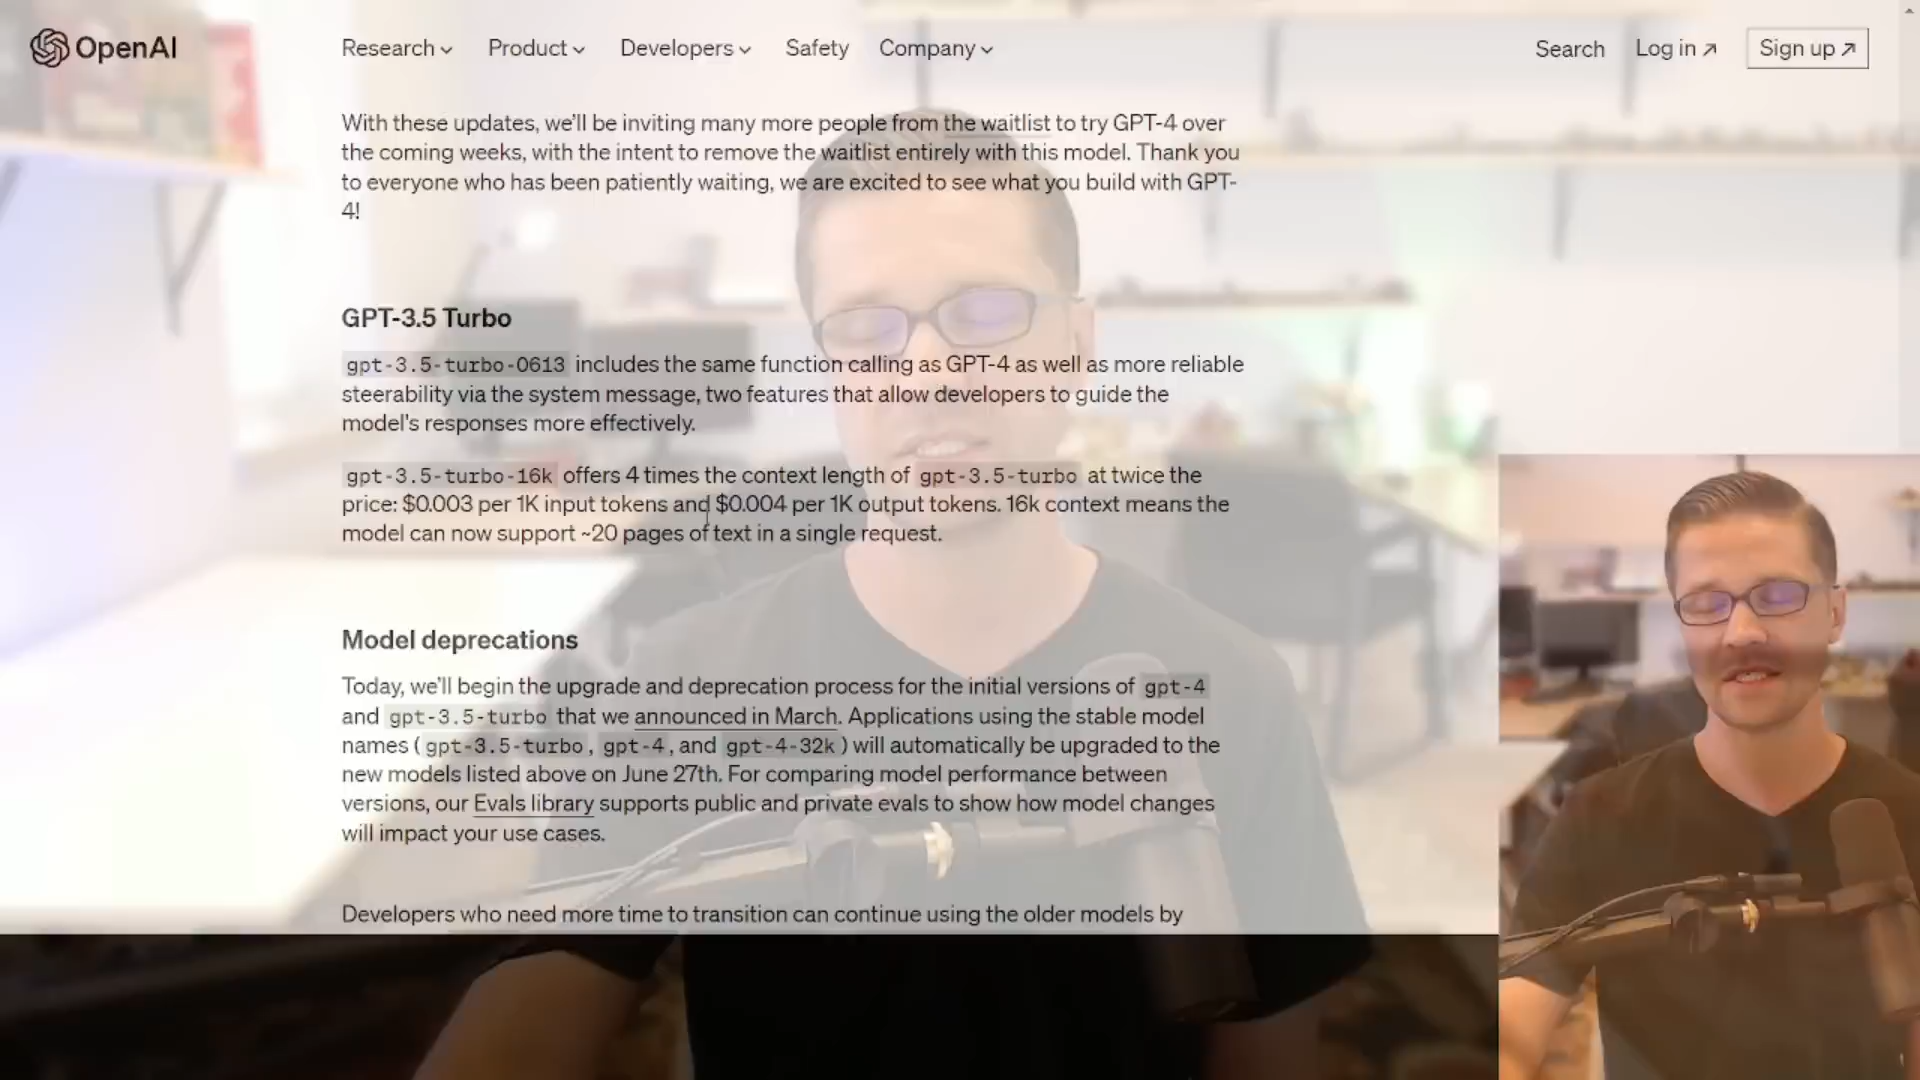 OpenAI
Research Product Developers Safety Company
Search Log in ↗ Sign up ↗
With these updates, we’ll be inviting many more people from the waitlist to try GPT-4 over
the coming weeks, with the intent to remove the waitlist entirely with this model. Thank you
to everyone who has been patiently waiting, we are excited to see what you build with GPT-
4!
GPT-3.5 Turbo
gpt-3.5-turbo-0613 includes the same function calling as GPT-4 as well as more reliable
steerability via the system message, two features that allow developers to guide the
model’s responses more effectively.
gpt-3.5-turbo-16k offers 4 times the context length of gpt-3.5-turbo at twice the
price: $0.003 per 1K input tokens and $0.004 per 1K output tokens. 16k context means the
model can now support ~20 pages of text in a single request.
Model deprecations
Today, we’ll begin the upgrade and deprecation process for the initial versions of gpt-4
and gpt-3.5-turbo that we announced in March. Applications using the stable model
names (gpt-3.5-turbo, gpt-4, and gpt-4-32k) will automatically be upgraded to the
new models listed above on June 27th. For comparing model performance between
versions, our Evals library supports public and private evals to show how model changes
will impact your use cases.
Developers who need more time to transition can continue using the older models by